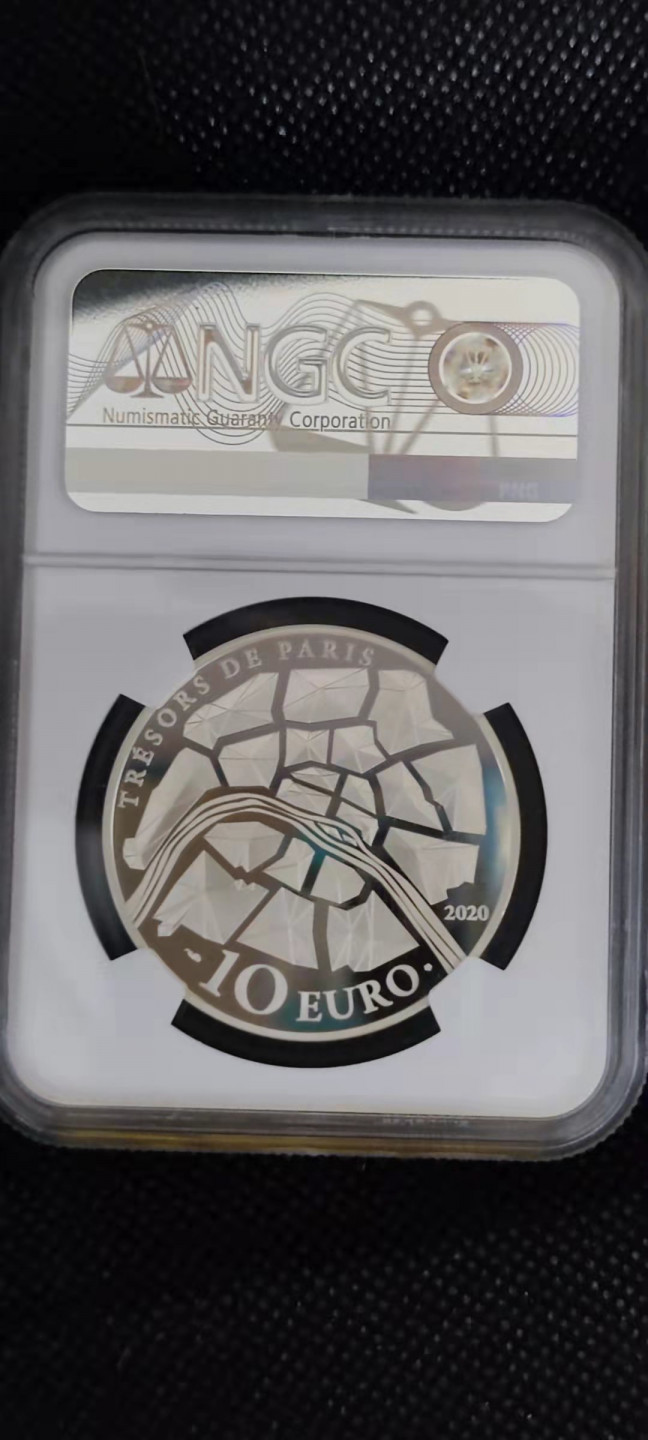 NGC
Numismatic Guaranty Corporation
TRÉSORS DE PARIS
2020
10 EURO